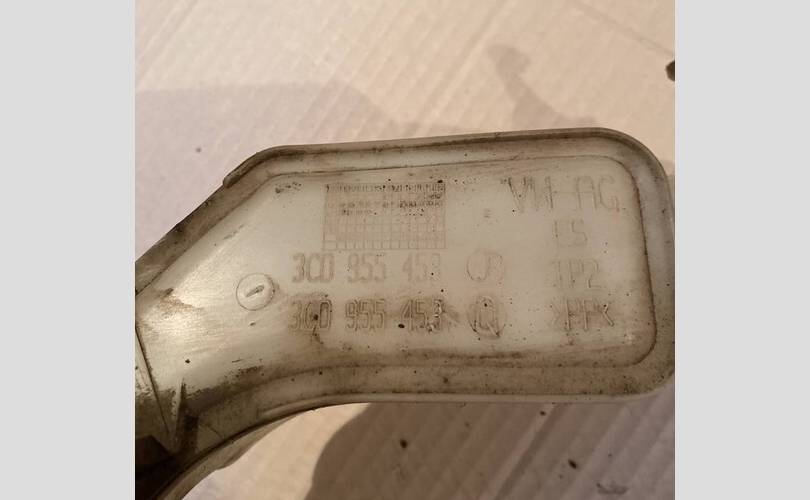 VW AG
ES
3C0 955 453
1P2
3C0 955 453 Q
>PP<